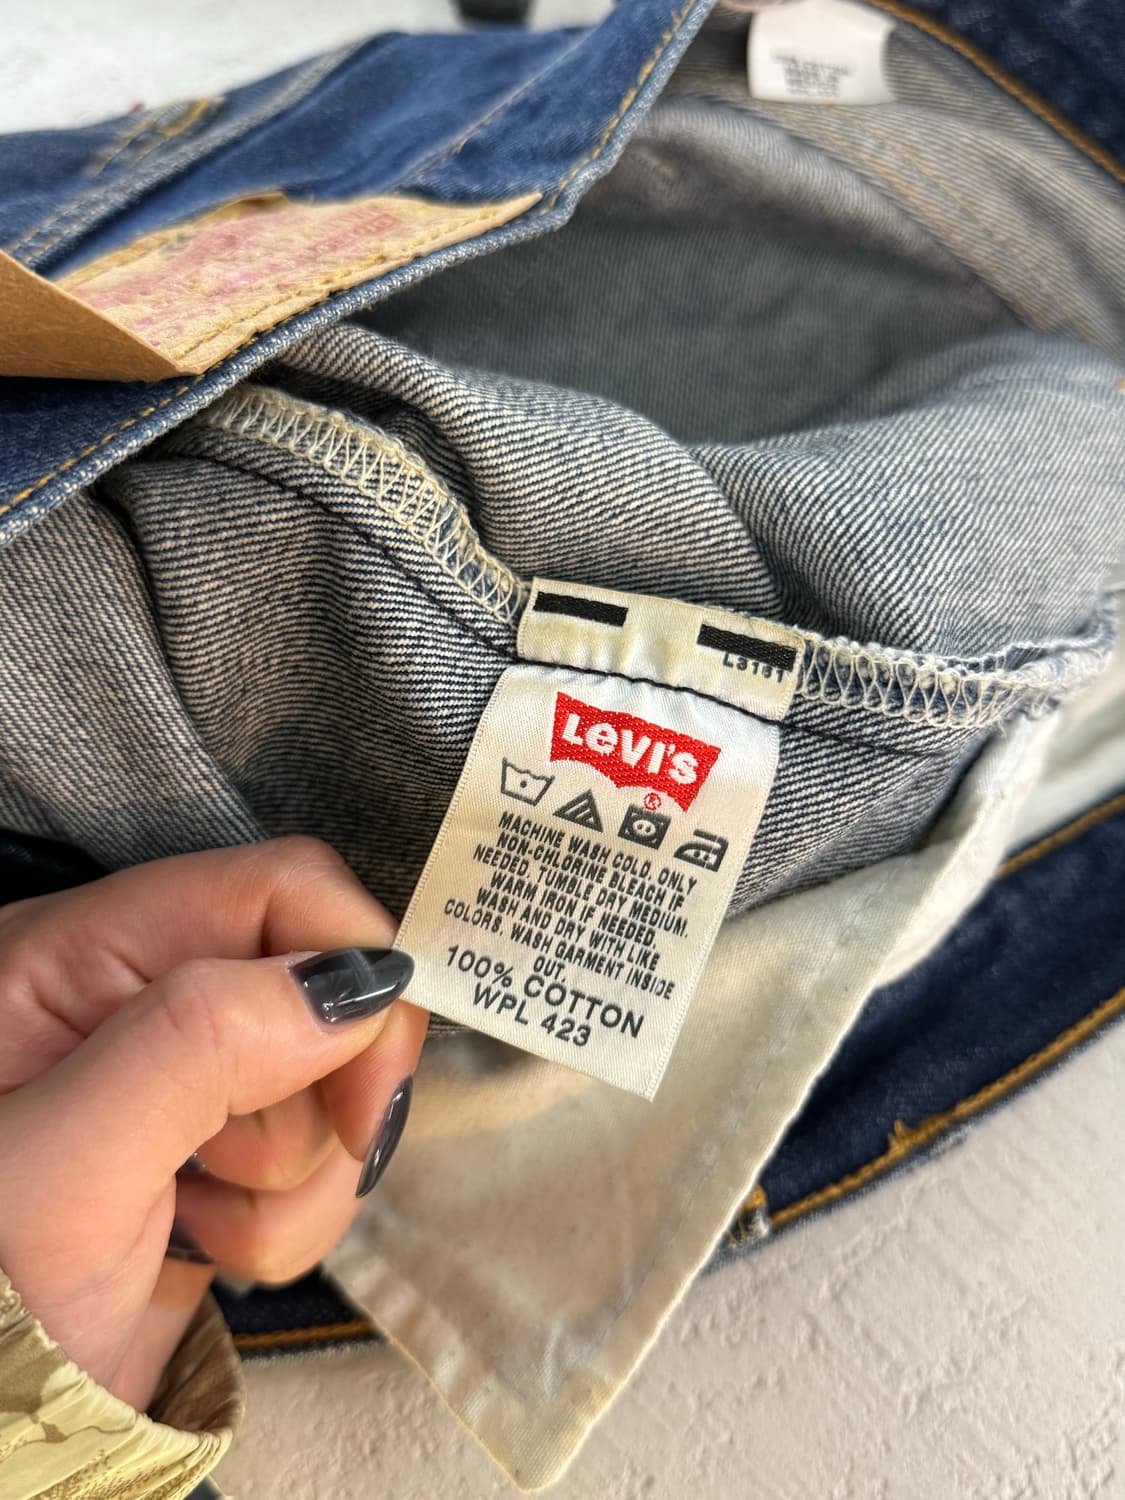 L3181
LEVI'S
®
MACHINE WASH COLD. ONLY
NON-CHLORINE BLEACH IF
NEEDED. TUMBLE DRY MEDIUM.
WARM IRON IF NEEDED.
WASH AND DRY WITH LIKE
COLORS. WASH GARMENT INSIDE
OUT.
100% COTTON
WPL 423